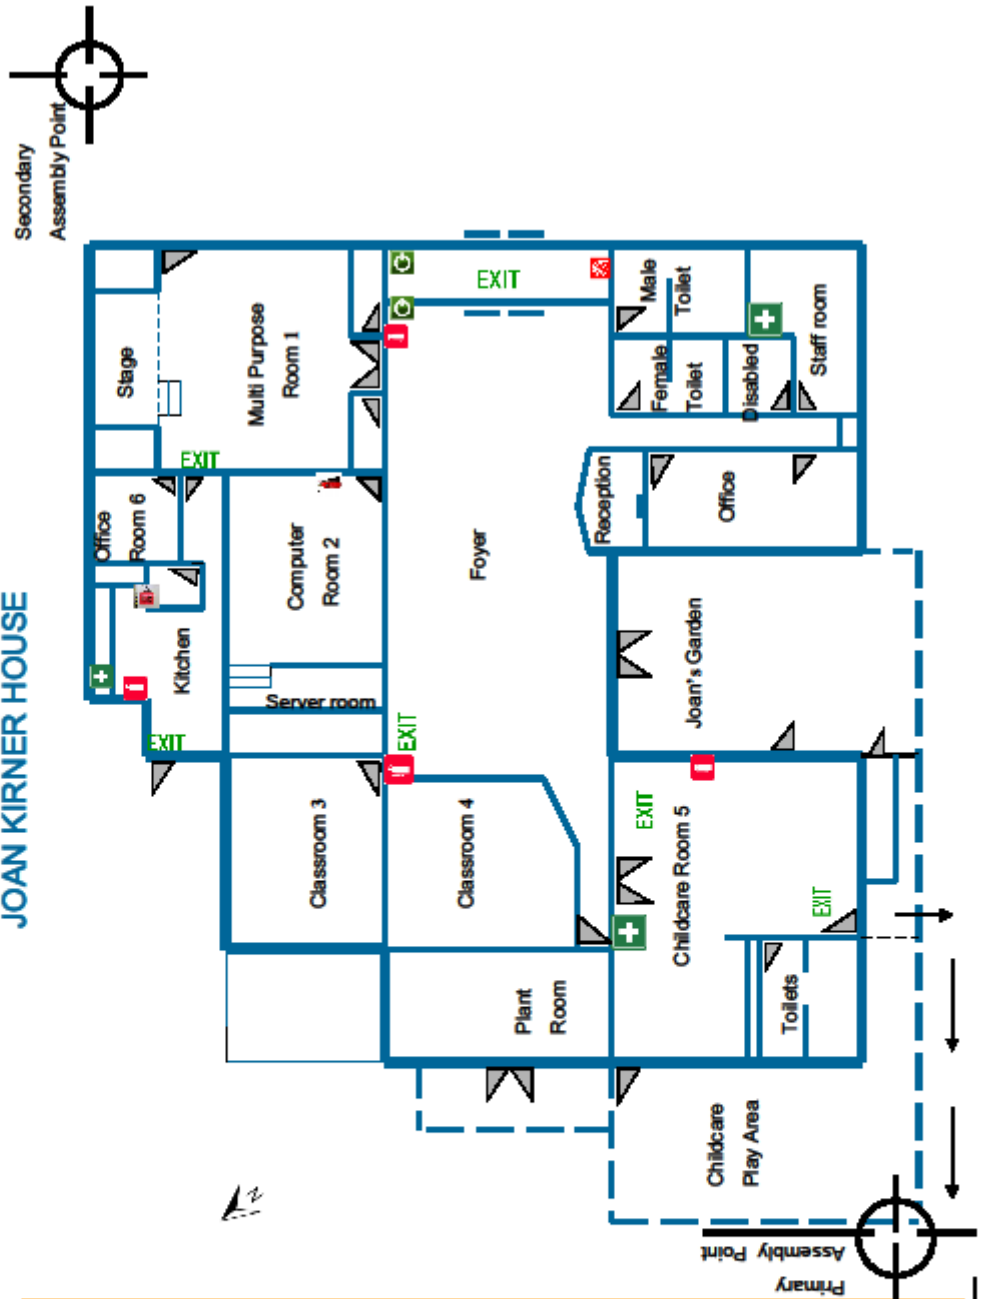 JOAN KIRNER HOUSE
Secondary
Assembly Point
Stage
Multi Purpose
Room 1
EXIT
EXIT
Male
Toilet
Female
Toilet
Disabled
Staff room
Office
Room 6
Computer
Room 2
Foyer
Reception
Office
Kitchen
EXIT
Server room
EXIT
Joan's Garden
Classroom 3
Classroom 4
EXIT
Childcare Room 5
EXIT
Plant
Room
Toilets
Childcare
Play Area
N
Primary
Assembly Point